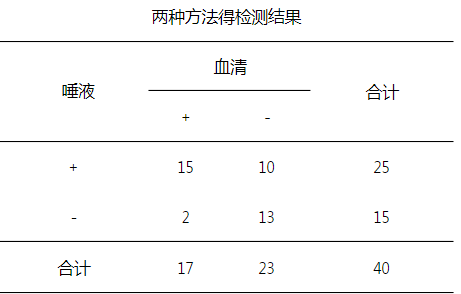 两种方法得检测结果
血清
唾液 合计
+ -
+ 15 10 25
- 2 13 15
合计 17 23 40